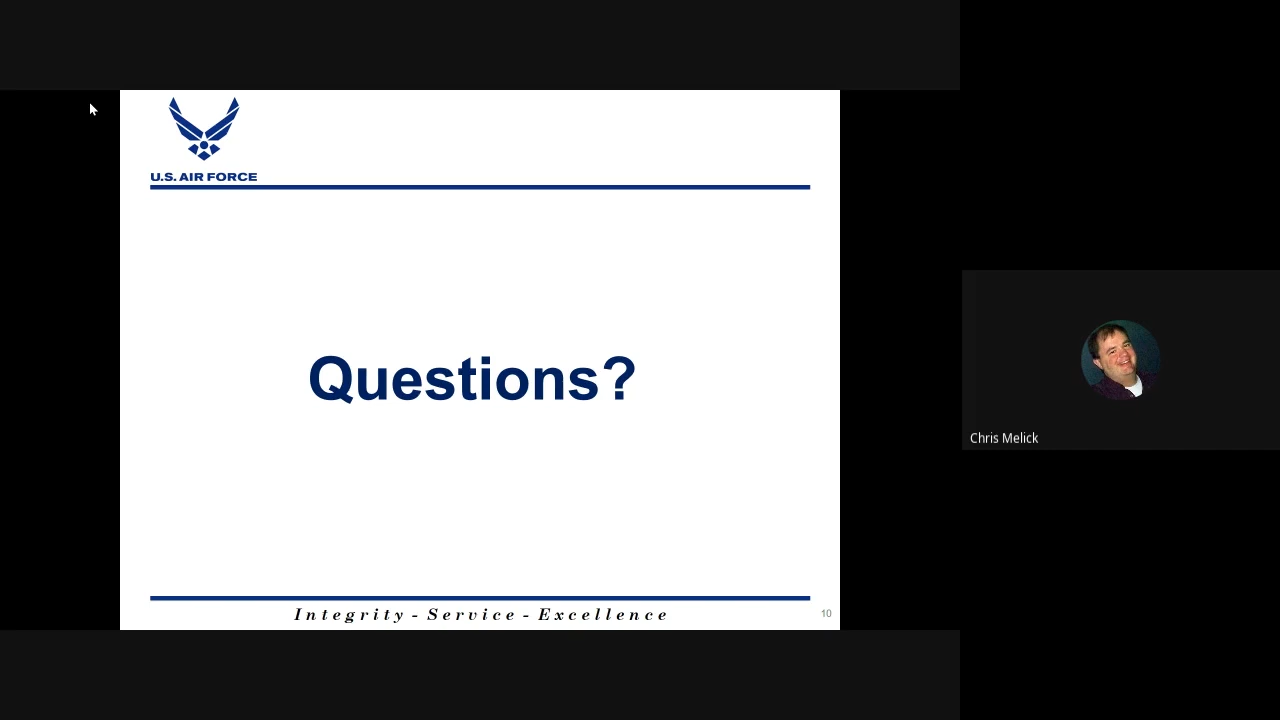 U.S. AIR FORCE
Questions?
Integrity - Service - Excellence
10
Chris Melick